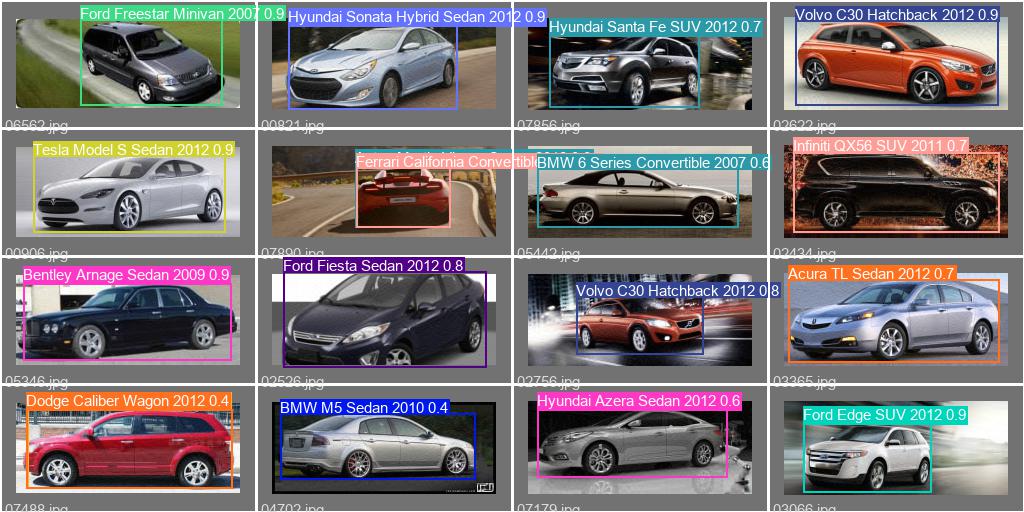 Ford Freestar Minivan 2007 0.9
Hyundai Sonata Hybrid Sedan 2012 0.9
Hyundai Santa Fe SUV 2012 0.7
Volvo C30 Hatchback 2012 0.9
06562.jpg
00821.jpg
07856.jpg
02622.jpg
Tesla Model S Sedan 2012 0.9
Ferrari California Convertible
BMW 6 Series Convertible 2007 0.6
Infiniti QX56 SUV 2011 0.7
00906.jpg
07890.jpg
05442.jpg
02434.jpg
Bentley Arnage Sedan 2009 0.9
Ford Fiesta Sedan 2012 0.8
Volvo C30 Hatchback 2012 0.8
Acura TL Sedan 2012 0.7
05346.jpg
02526.jpg
02756.jpg
03365.jpg
Dodge Caliber Wagon 2012 0.4
BMW M5 Sedan 2010 0.4
Hyundai Azera Sedan 2012 0.6
Ford Edge SUV 2012 0.9
07488.jpg
04702.jpg
07179.jpg
03066.jpg